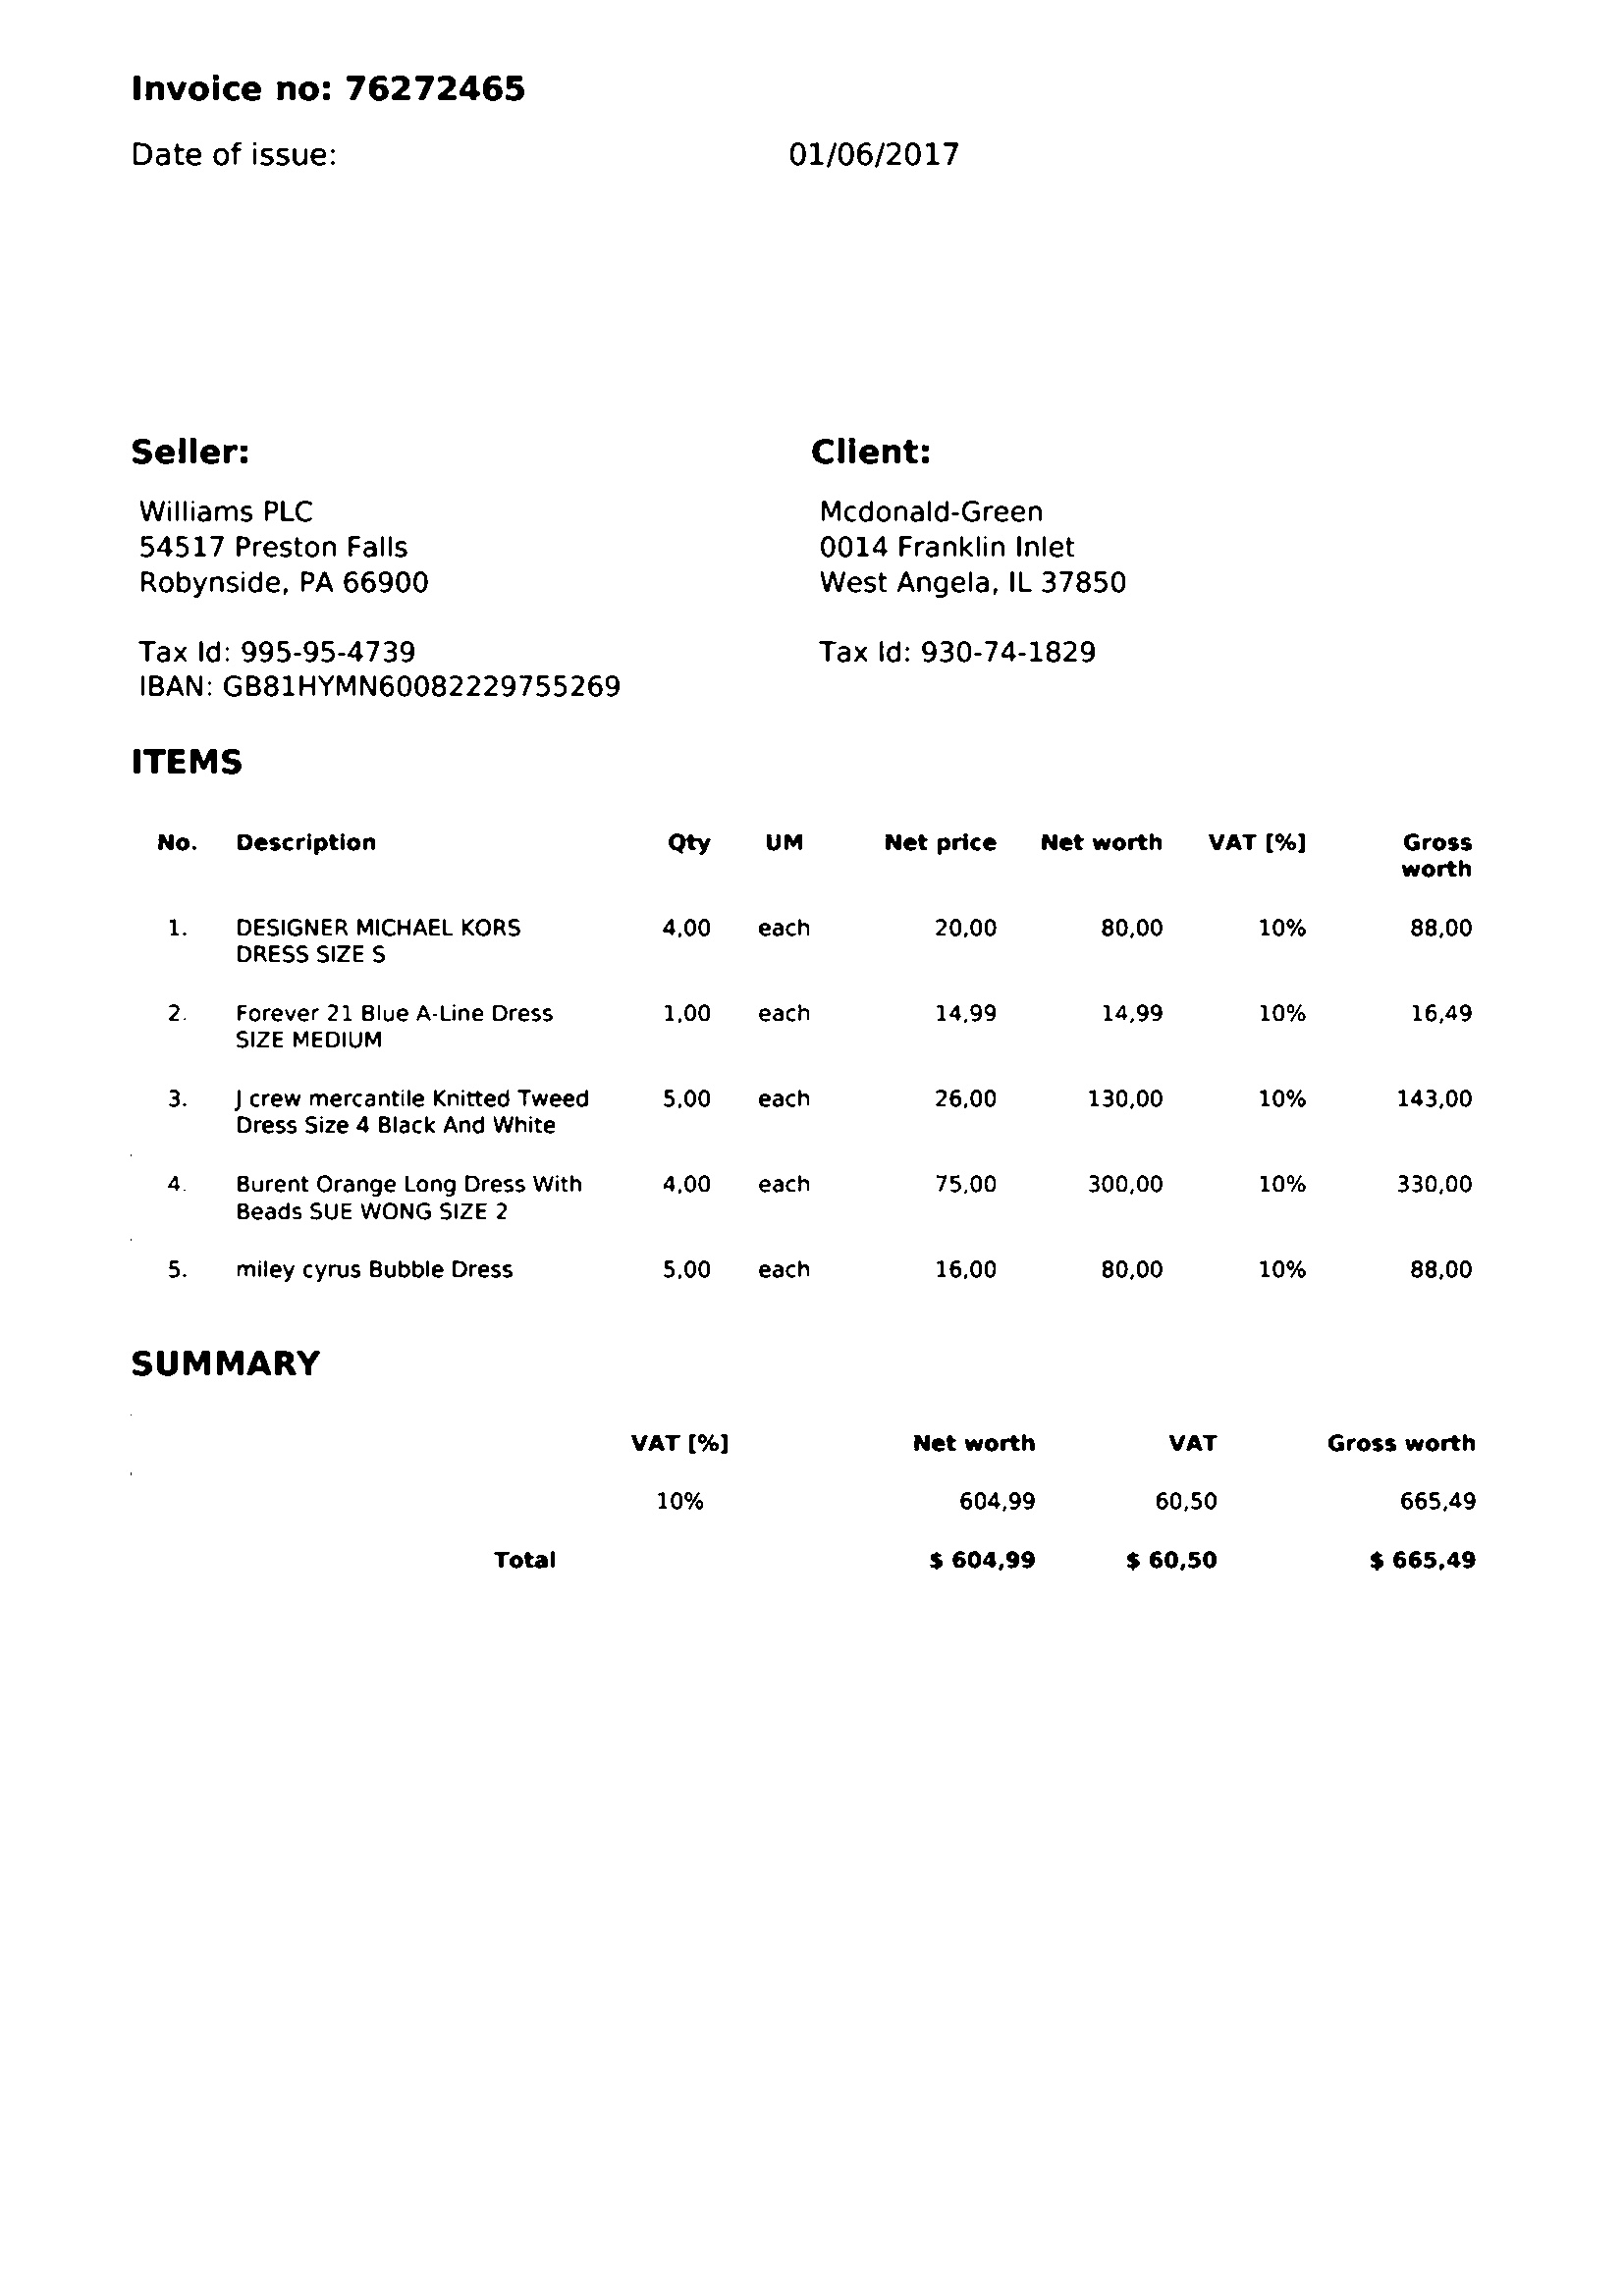 Invoice no: 76272465
Date of issue: 01/06/2017
Seller: Client:
Williams PLC Mcdonald-Green
54517 Preston Falls 0014 Franklin Inlet
Robynside, PA 66900 West Angela, IL 37850
Tax Id: 995-95-4739 Tax Id: 930-74-1829
IBAN: GB81HYMN60082229755269
ITEMS
No. Description Qty UM Net price Net worth VAT [%] Gross
worth
1. DESIGNER MICHAEL KORS 4,00 each 20,00 80,00 10% 88,00
DRESS SIZE S
2. Forever 21 Blue A-Line Dress 1,00 each 14,99 14,99 10% 16,49
SIZE MEDIUM
3. J crew mercantile Knitted Tweed 5,00 each 26,00 130,00 10% 143,00
Dress Size 4 Black And White
4. Burent Orange Long Dress With 4,00 each 75,00 300,00 10% 330,00
Beads SUE WONG SIZE 2
5. miley cyrus Bubble Dress 5,00 each 16,00 80,00 10% 88,00
SUMMARY
VAT [%] Net worth VAT Gross worth
10% 604,99 60,50 665,49
Total $ 604,99 $ 60,50 $ 665,49